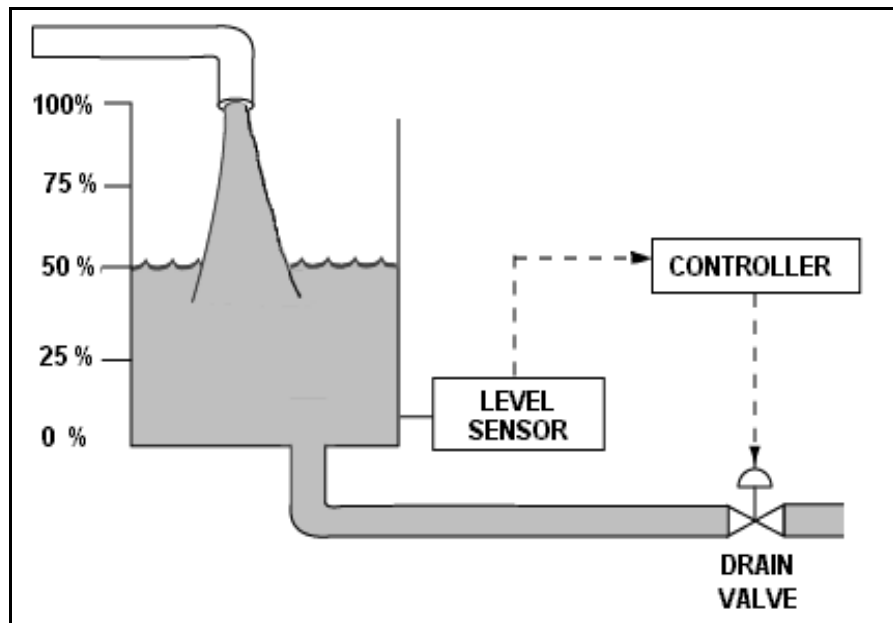 100%
75 %
50 %
25 %
0 %
CONTROLLER
LEVEL
SENSOR
DRAIN
VALVE